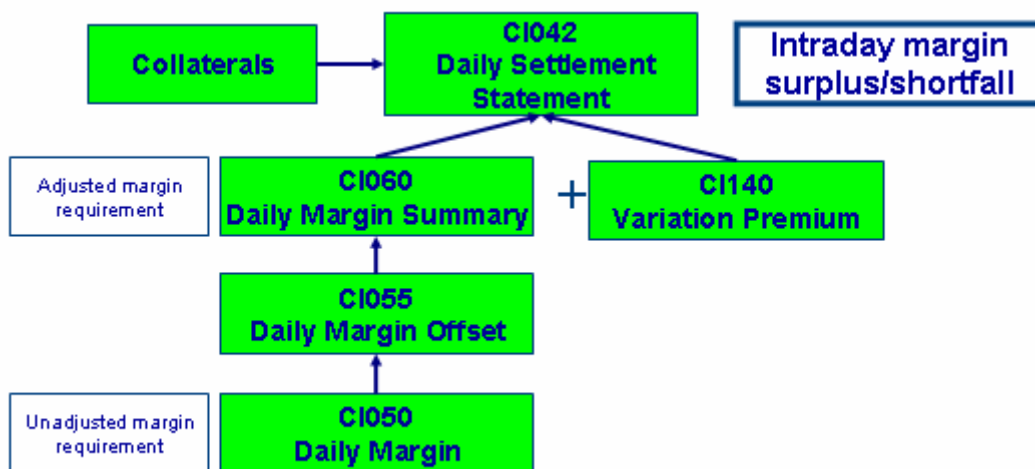 Collaterals
CI042
Daily Settlement
Statement
Intraday margin
surplus/shortfall
Adjusted margin
requirement
CI060
Daily Margin Summary
+
CI140
Variation Premium
CI055
Daily Margin Offset
Unadjusted margin
requirement
CI050
Daily Margin